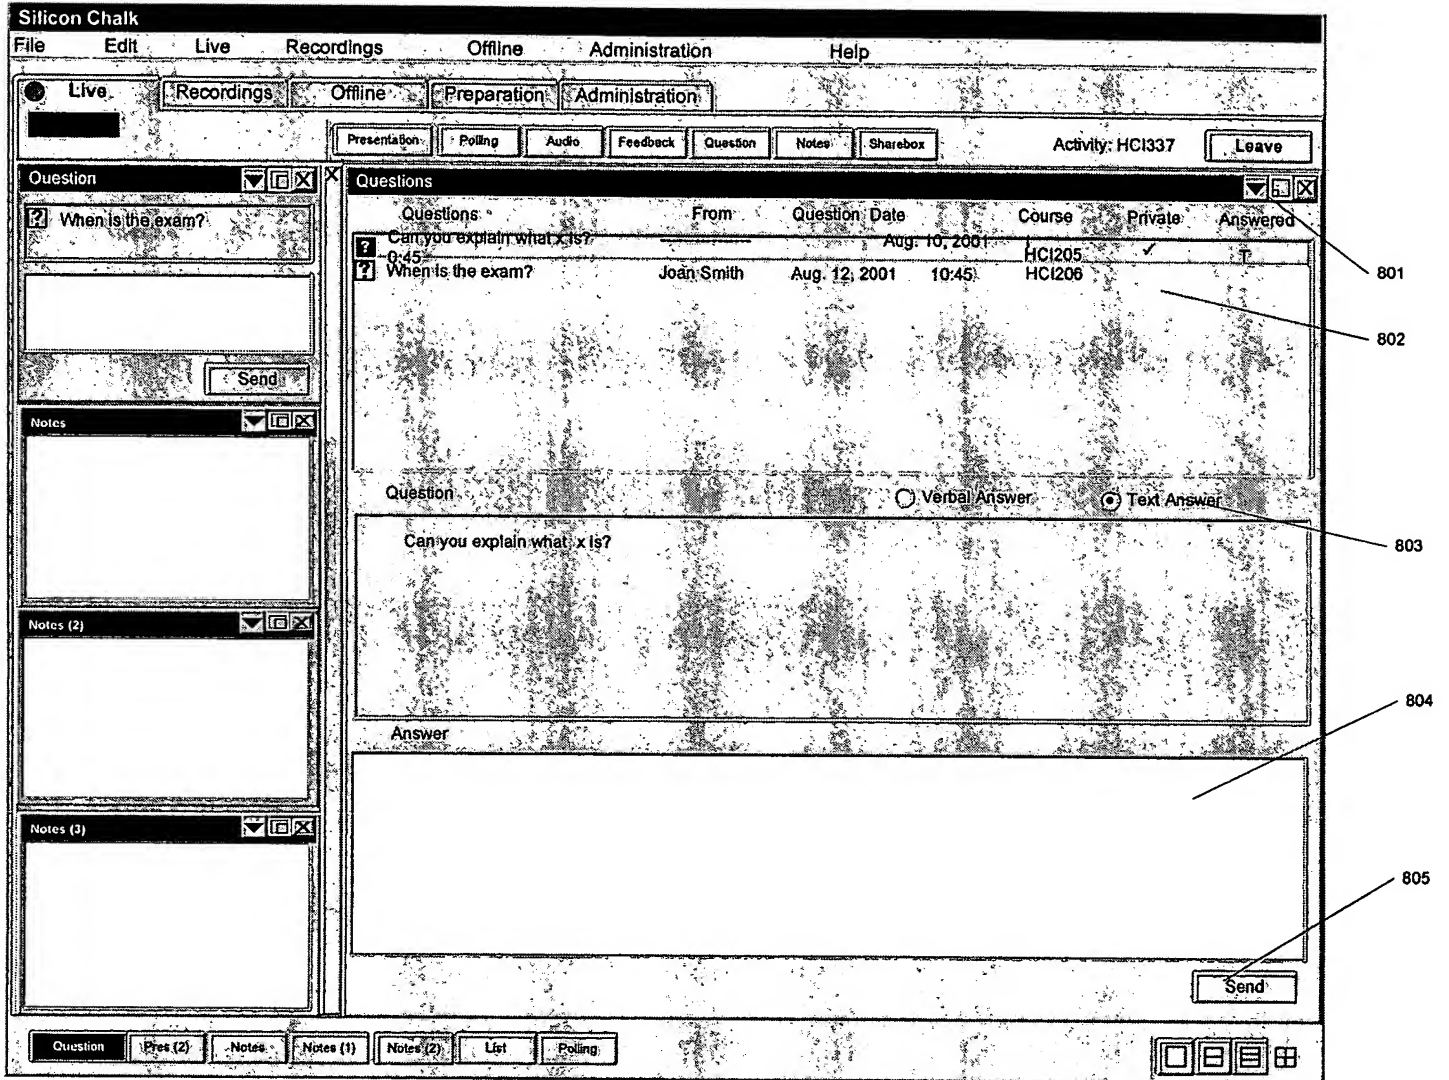 Silicon Chalk
File Edit Live Recordings Offline Administration Help
Live Recordings Offline Preparation Administration
Presentation Polling Audio Feedback Question Notes Sharebox Activity: HCI337 Leave
Question
? When is the exam?
Send
Notes
Notes (2)
Notes (3)
Questions
Questions From Question Date Course Private Answered
? Can you explain what x is? Aug. 10, 2001
0:45 HCI205 ✓ T
? When is the exam? Joan Smith Aug. 12, 2001 10:45 HCI206
Question Verbal Answer Text Answer
Can you explain what x is?
Answer
Send
Question Pres (2) Notes Notes (1) Notes (2) List Polling
801
802
803
804
805